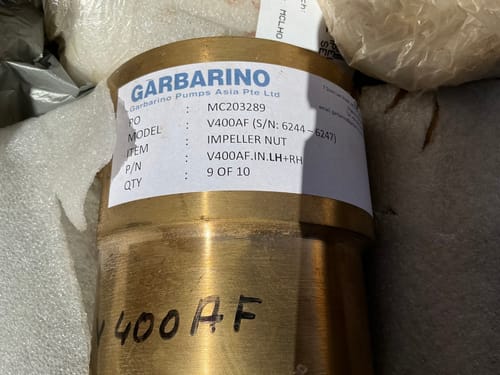 GARBARINO
Garbarino Pumps Asia Pte Ltd
PO : MC203289
MODEL : V400AF (S/N: 6244 – 6247)
ITEM : IMPELLER NUT
P/N : V400AF.IN.LH+RH
QTY : 9 OF 10
V 400AF